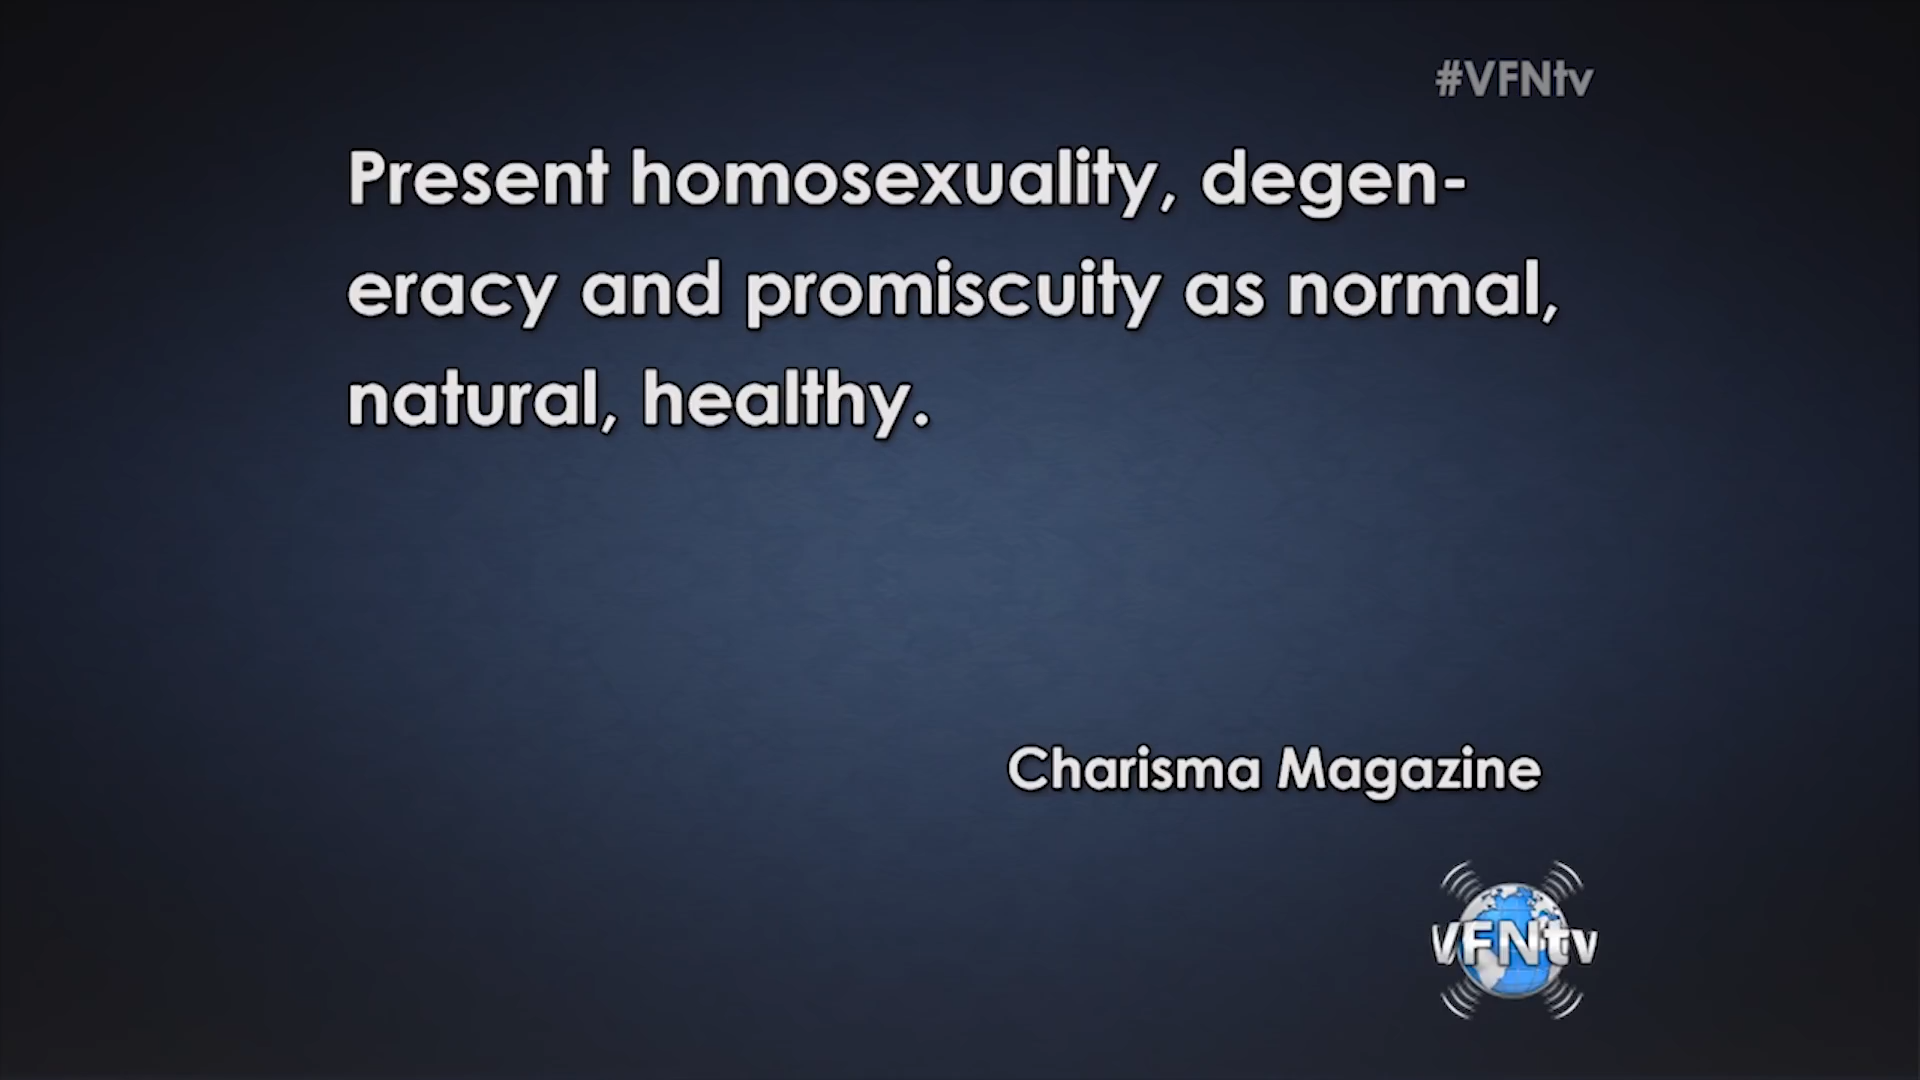 #VFNtv
Present homosexuality, degen-
eracy and promiscuity as normal,
natural, healthy.
Charisma Magazine
VFNtv